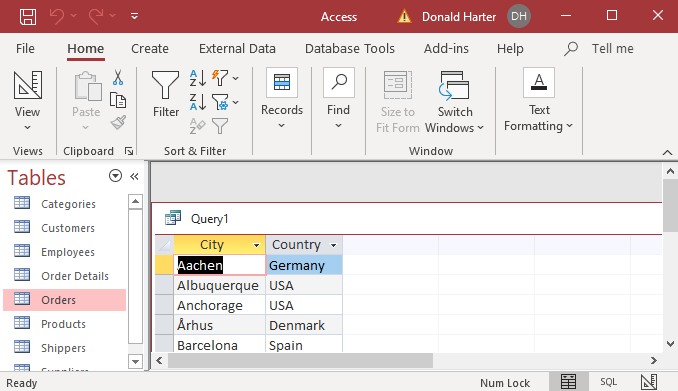 Access Donald Harter DH
File Home Create External Data Database Tools Add-ins Help Tell me
View Paste Filter Records Find Size to Fit Form Switch Windows Text Formatting
Views Clipboard Sort & Filter Window
Tables
Categories
Customers
Employees
Order Details
Orders
Products
Shippers
Suppliers
Query1
City Country
Aachen Germany
Albuquerque USA
Anchorage USA
Århus Denmark
Barcelona Spain
Ready Num Lock SQL